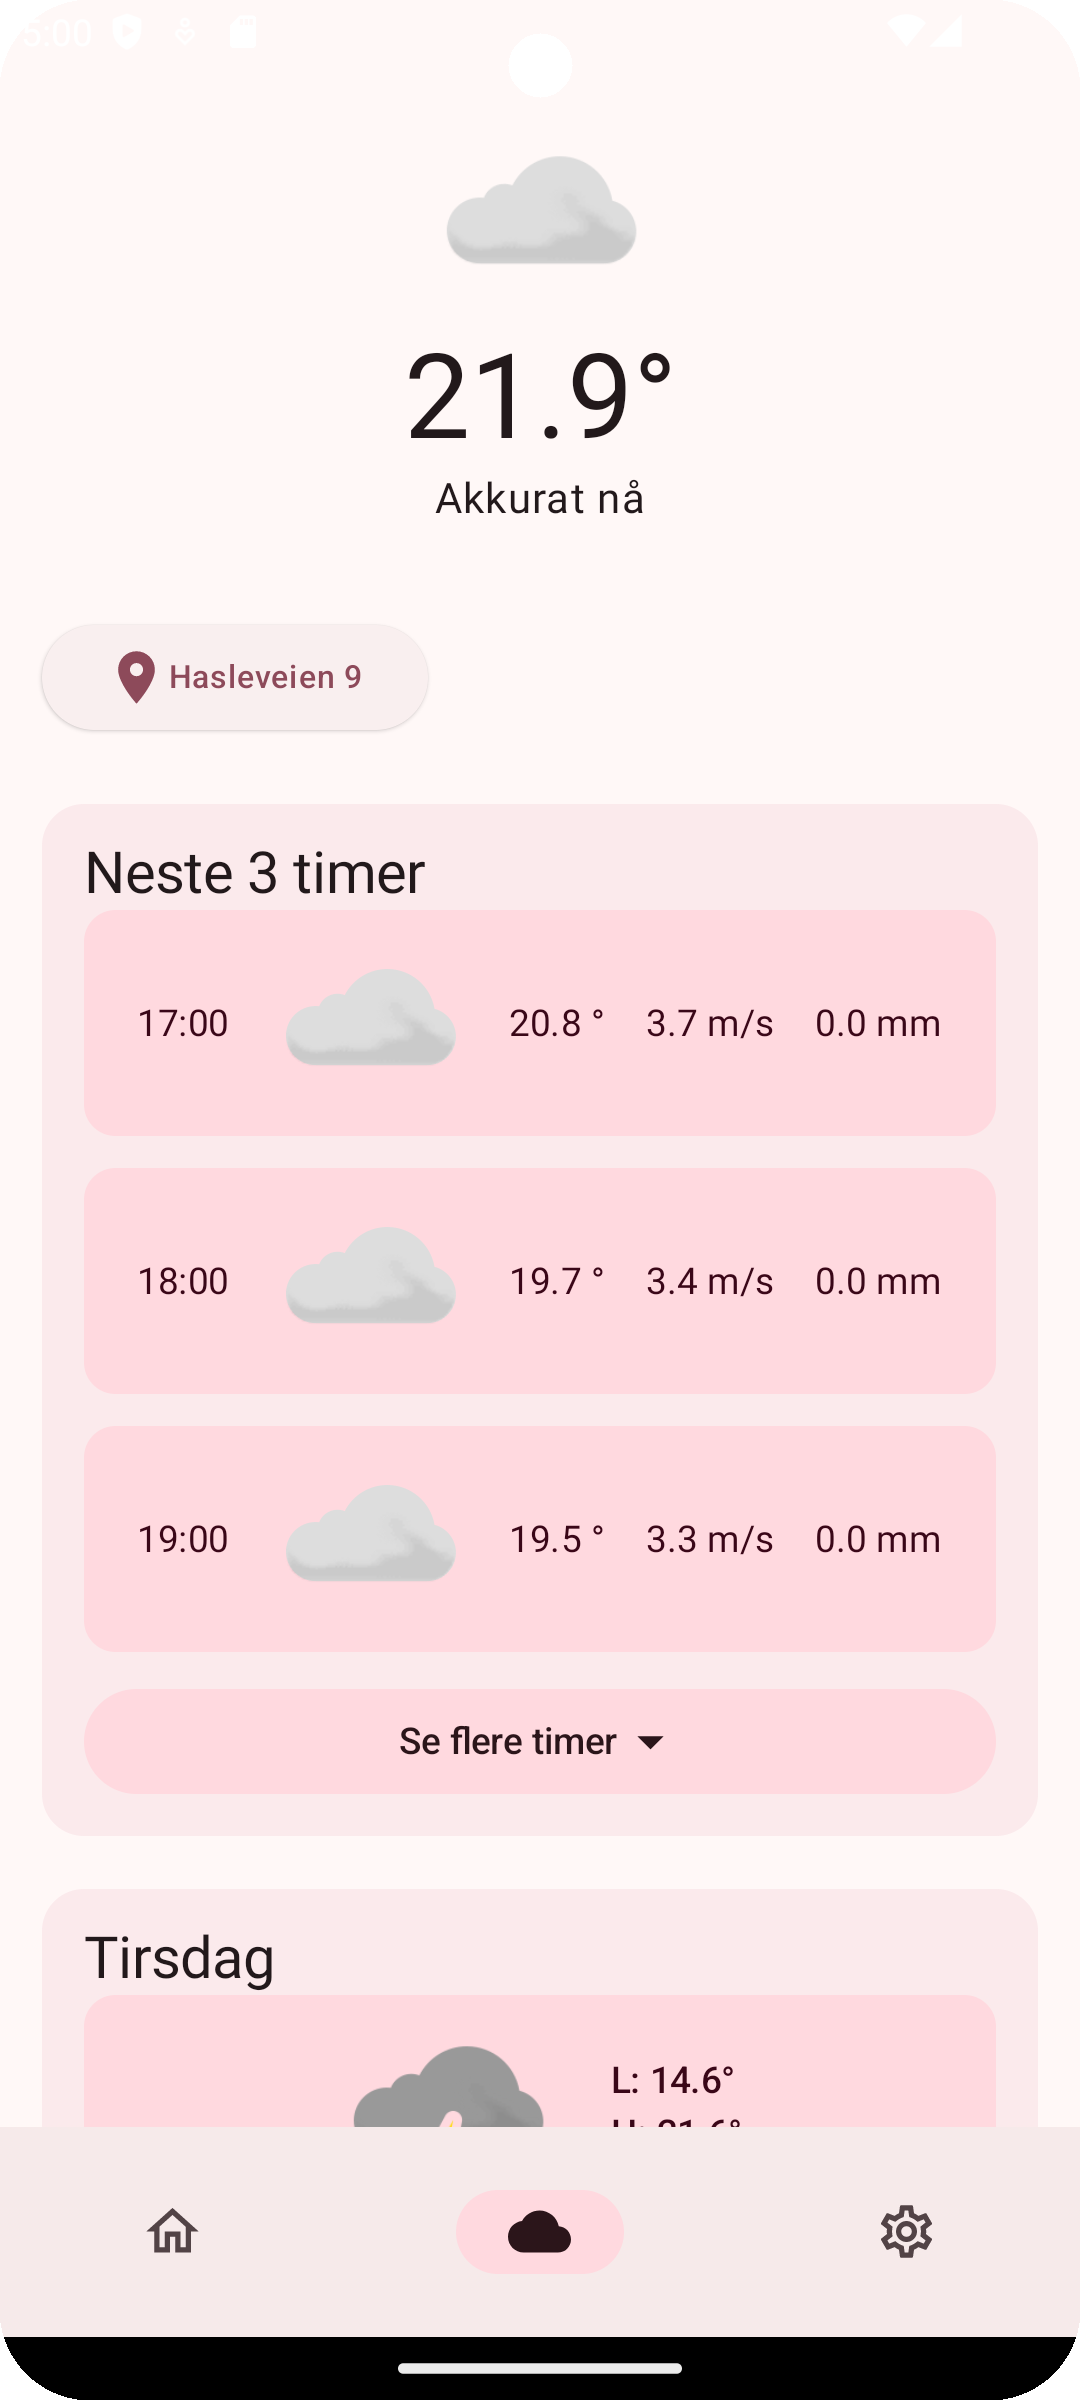 5:00
21.9°
Akkurat nå
Hasleveien 9
Neste 3 timer
17:00 20.8 ° 3.7 m/s 0.0 mm
18:00 19.7 ° 3.4 m/s 0.0 mm
19:00 19.5 ° 3.3 m/s 0.0 mm
Se flere timer
Tirsdag
L: 14.6°